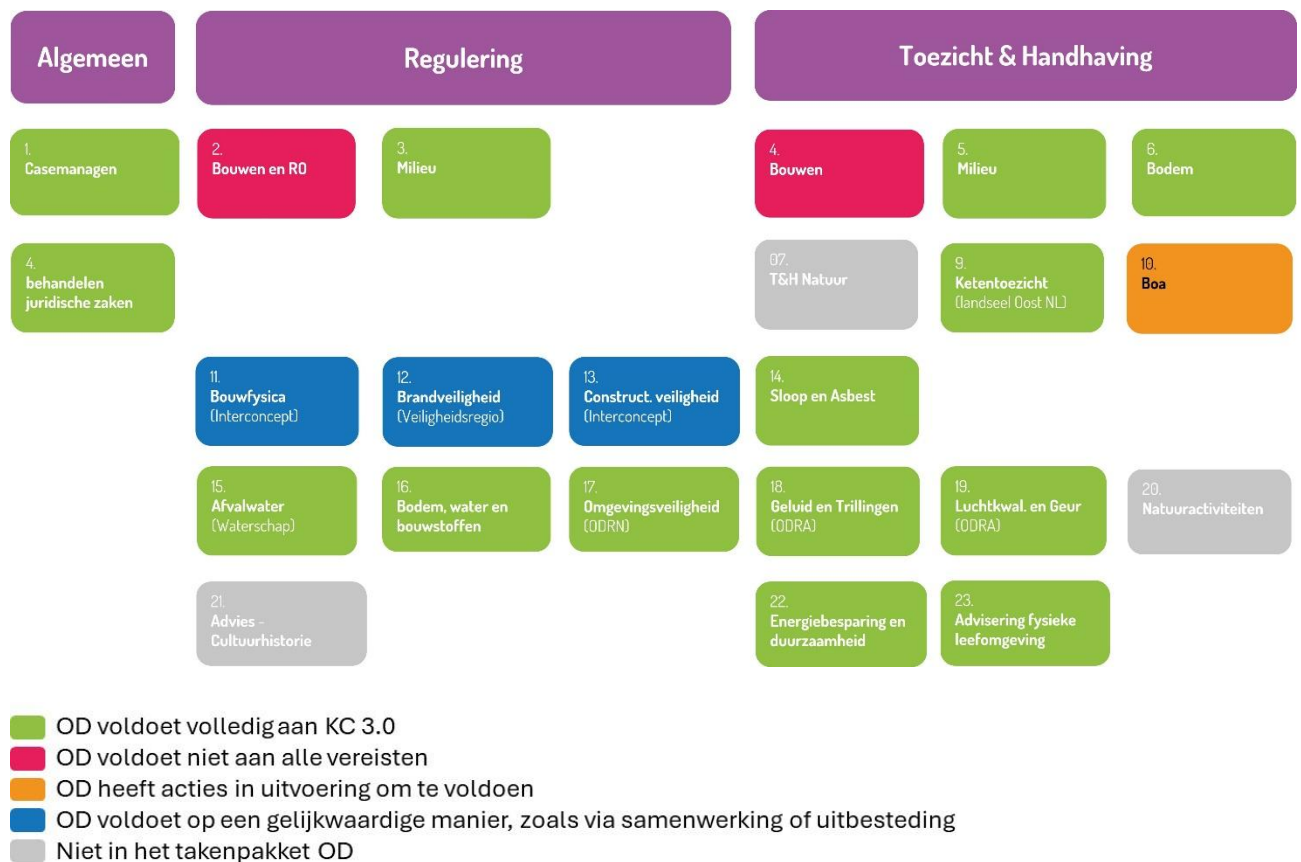 Algemeen
Regulering
Toezicht & Handhaving
1.
Casemanagen
2.
Bouwen en RO
3.
Milieu
4.
Bouwen
5.
Milieu
6.
Bodem
4.
behandelen
juridische zaken
07.
T&H Natuur
9.
Ketentoezicht
(landseel Oost NL)
10.
Boa
11.
Bouwfysica
(Interconcept)
12.
Brandveiligheid
(Veiligheidsregio)
13.
Construct. veiligheid
(Interconcept)
14.
Sloop en Asbest
15.
Afvalwater
(Waterschap)
16.
Bodem, water en
bouwstoffen
17.
Omgevingsveiligheid
(ODRN)
18.
Geluid en Trillingen
(ODRA)
19.
Luchtkwal. en Geur
(ODRA)
20.
Natuuractiviteiten
21.
Advies -
Cultuurhistorie
22.
Energiebesparing en
duurzaamheid
23.
Advisering fysieke
leefomgeving
OD voldoet volledig aan KC 3.0
OD voldoet niet aan alle vereisten
OD heeft acties in uitvoering om te voldoen
OD voldoet op een gelijkwaardige manier, zoals via samenwerking of uitbesteding
Niet in het takenpakket OD